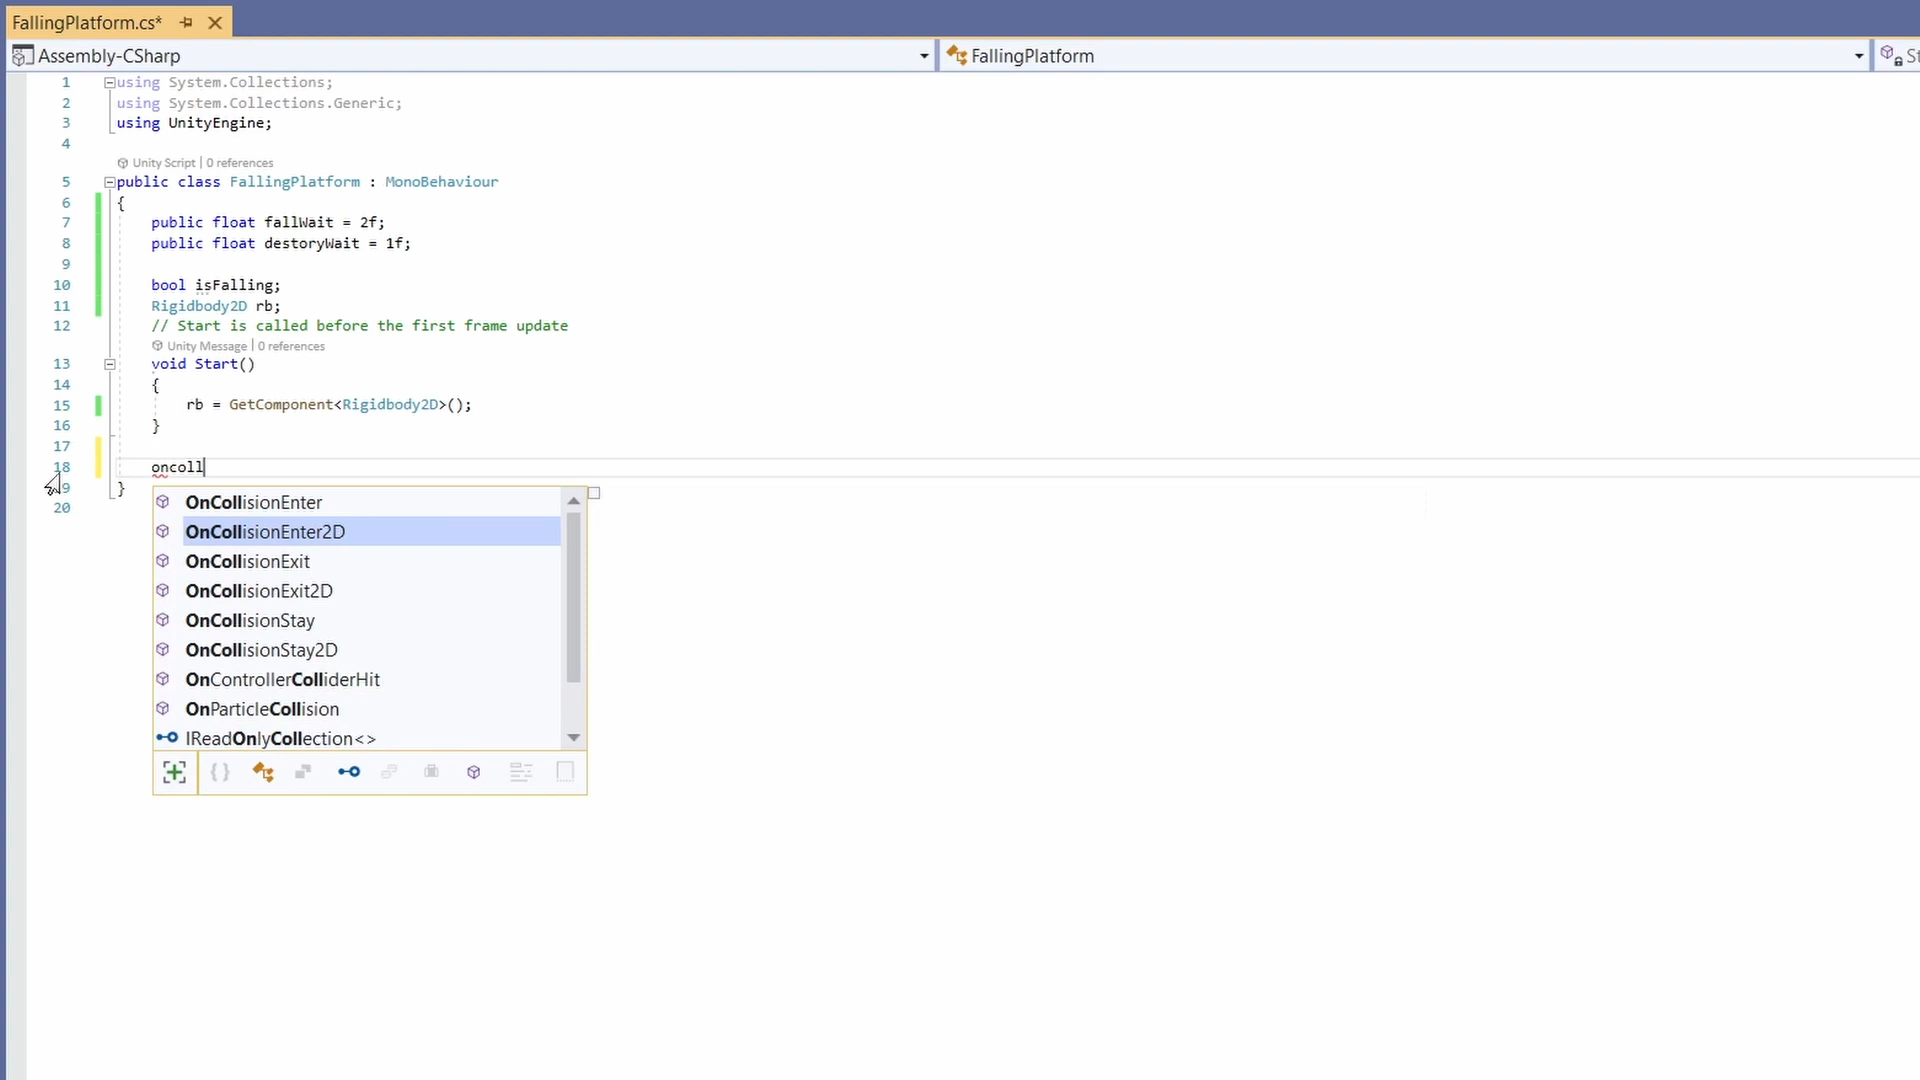 FallingPlatform.cs*
Assembly-CSharp
FallingPlatform
St
1 using System.Collections;
2 using System.Collections.Generic;
3 using UnityEngine;
4
Unity Script | 0 references
5 public class FallingPlatform : MonoBehaviour
6 {
7 public float fallWait = 2f;
8 public float destoryWait = 1f;
9
10 bool isFalling;
11 Rigidbody2D rb;
12 // Start is called before the first frame update
Unity Message | 0 references
13 void Start()
14 {
15 rb = GetComponent<Rigidbody2D>();
16 }
17
18 oncoll
9 }
20
OnCollisionEnter
OnCollisionEnter2D
OnCollisionExit
OnCollisionExit2D
OnCollisionStay
OnCollisionStay2D
OnControllerColliderHit
OnParticleCollision
IReadOnlyCollection<>